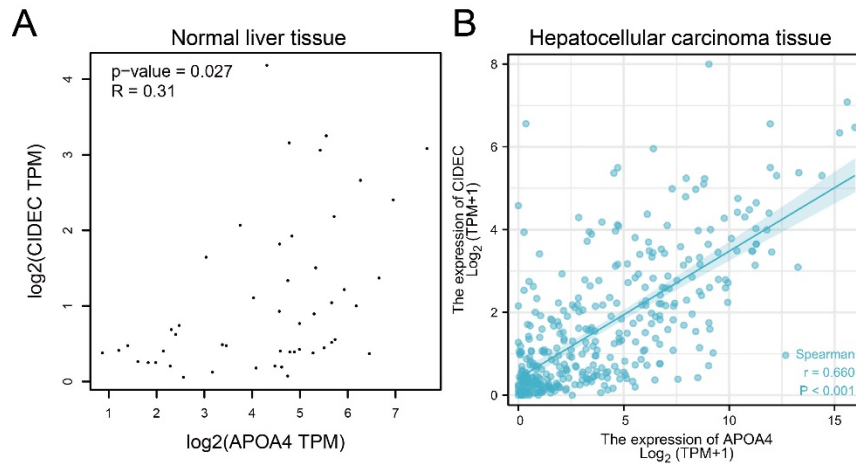 A
Normal liver tissue
p-value = 0.027
R = 0.31
4
3
2
1
0
log2(CIDEC TPM)
1 2 3 4 5 6 7
log2(APOA4 TPM)
B
Hepatocellular carcinoma tissue
8
6
4
2
0
The expression of CIDEC
Log2 (TPM+1)
Spearman
r = 0.660
P < 0.001
0 5 10 15
The expression of APOA4
Log2 (TPM+1)